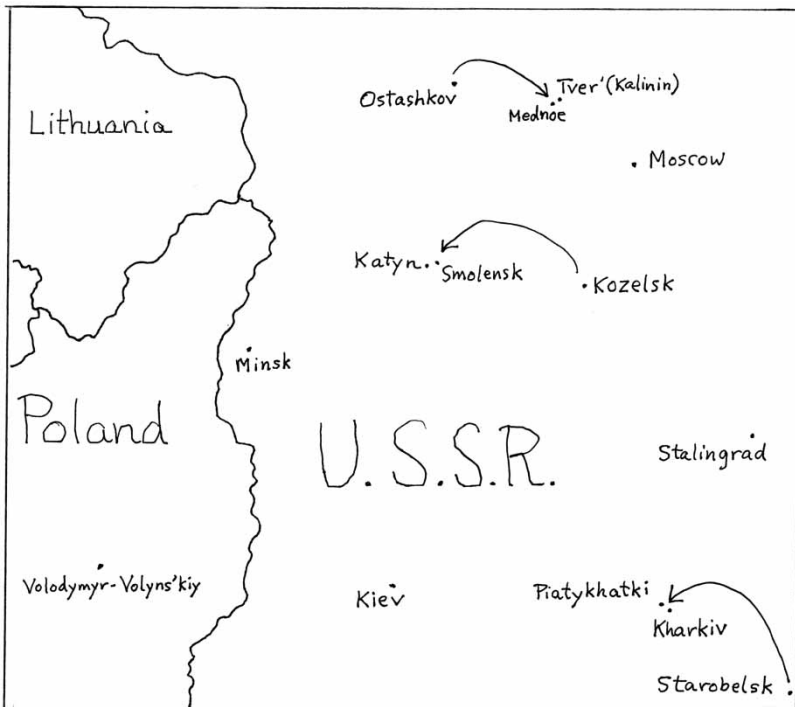 Ostashkov
Tver'(Kalinin)
Mednoe
Lithuania
Moscow
Katyn
Smolensk
Kozelsk
Minsk
Poland
U.S.S.R.
Stalingrad
Volodymyr-Volyns'kiy
Kiev
Piatykhatki
Kharkiv
Starobelsk